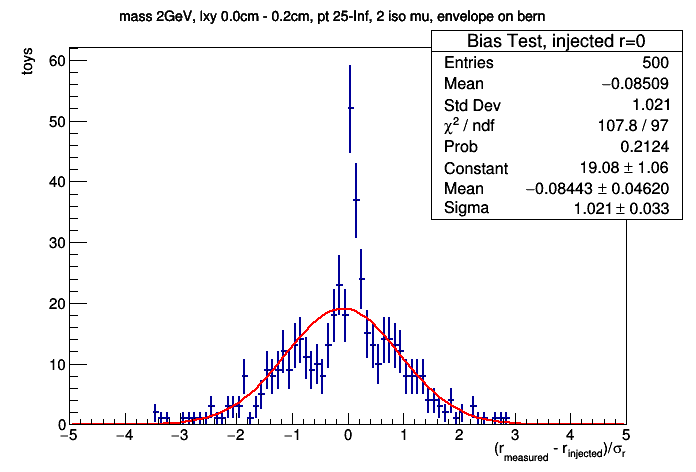 mass 2GeV, lxy 0.0cm - 0.2cm, pt 25-Inf, 2 iso mu, envelope on bern
Bias Test, injected r=0
Entries 500
Mean −0.08509
Std Dev 1.021
χ² / ndf 107.8 / 97
Prob 0.2124
Constant 19.08 ± 1.06
Mean −0.08443 ± 0.04620
Sigma 1.021 ± 0.033
toys
60
50
40
30
20
10
0
−5 −4 −3 −2 −1 0 1 2 3 4 5
(r_measured - r_injected)/σ_r